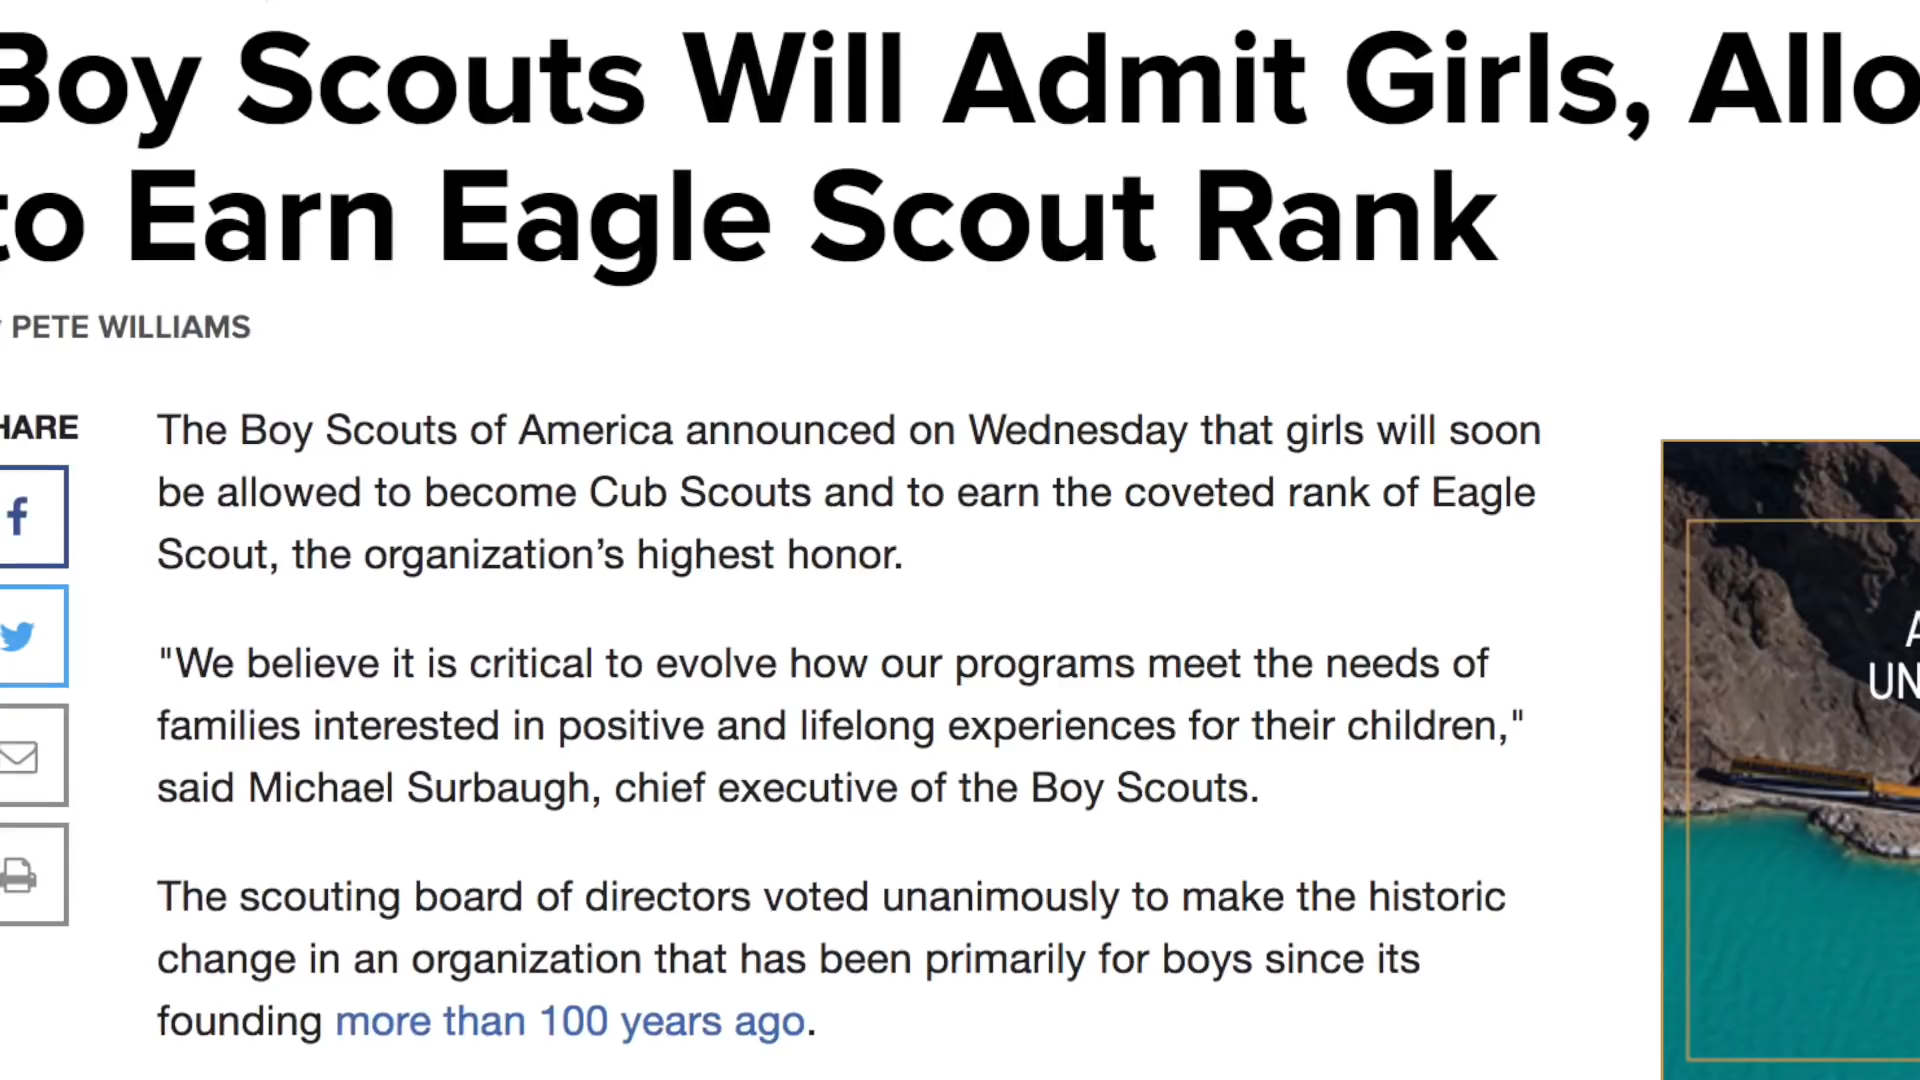 Boy Scouts Will Admit Girls, Allo
to Earn Eagle Scout Rank
PETE WILLIAMS
HARE
The Boy Scouts of America announced on Wednesday that girls will soon
be allowed to become Cub Scouts and to earn the coveted rank of Eagle
Scout, the organization’s highest honor.
"We believe it is critical to evolve how our programs meet the needs of
families interested in positive and lifelong experiences for their children,"
said Michael Surbaugh, chief executive of the Boy Scouts.
The scouting board of directors voted unanimously to make the historic
change in an organization that has been primarily for boys since its
founding more than 100 years ago.
A
UN